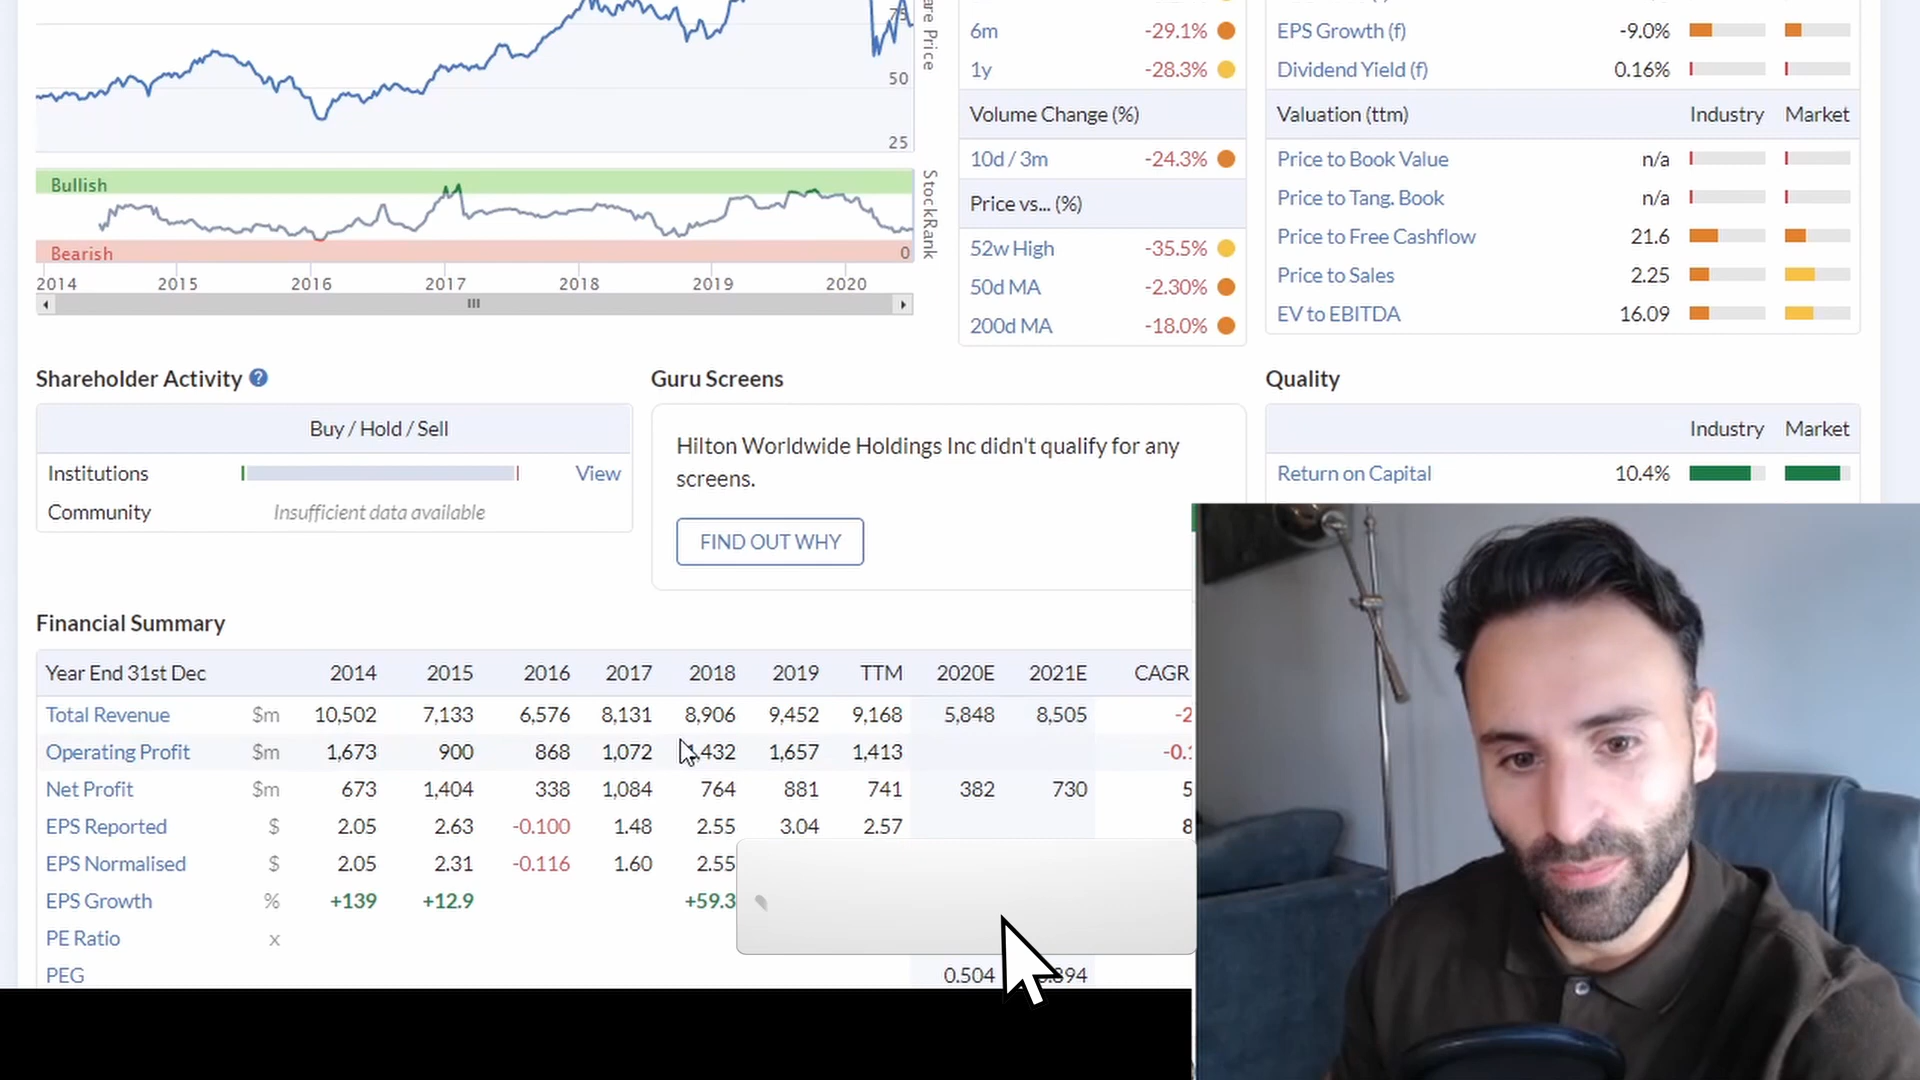 75
50
25
are Price
Bullish
Bearish
0
StockRank
2014 2015 2016 2017 2018 2019 2020
6m -29.1%
1y -28.3%
Volume Change (%)
10d / 3m -24.3%
Price vs... (%)
52w High -35.5%
50d MA -2.30%
200d MA -18.0%
EPS Growth (f) -9.0%
Dividend Yield (f) 0.16%
Valuation (ttm) Industry Market
Price to Book Value n/a
Price to Tang. Book n/a
Price to Free Cashflow 21.6
Price to Sales 2.25
EV to EBITDA 16.09
Shareholder Activity ?
Buy / Hold / Sell
Institutions View
Community Insufficient data available
Guru Screens
Hilton Worldwide Holdings Inc didn't qualify for any
screens.
FIND OUT WHY
Quality
Industry Market
Return on Capital 10.4%
Financial Summary
Year End 31st Dec 2014 2015 2016 2017 2018 2019 TTM 2020E 2021E CAGR
Total Revenue $m 10,502 7,133 6,576 8,131 8,906 9,452 9,168 5,848 8,505 -2
Operating Profit $m 1,673 900 868 1,072 ,432 1,657 1,413 -0.
Net Profit $m 673 1,404 338 1,084 764 881 741 382 730 5
EPS Reported $ 2.05 2.63 -0.100 1.48 2.55 3.04 2.57 8
EPS Normalised $ 2.05 2.31 -0.116 1.60 2.55
EPS Growth % +139 +12.9 +59.3
PE Ratio x
PEG 0.504 .894